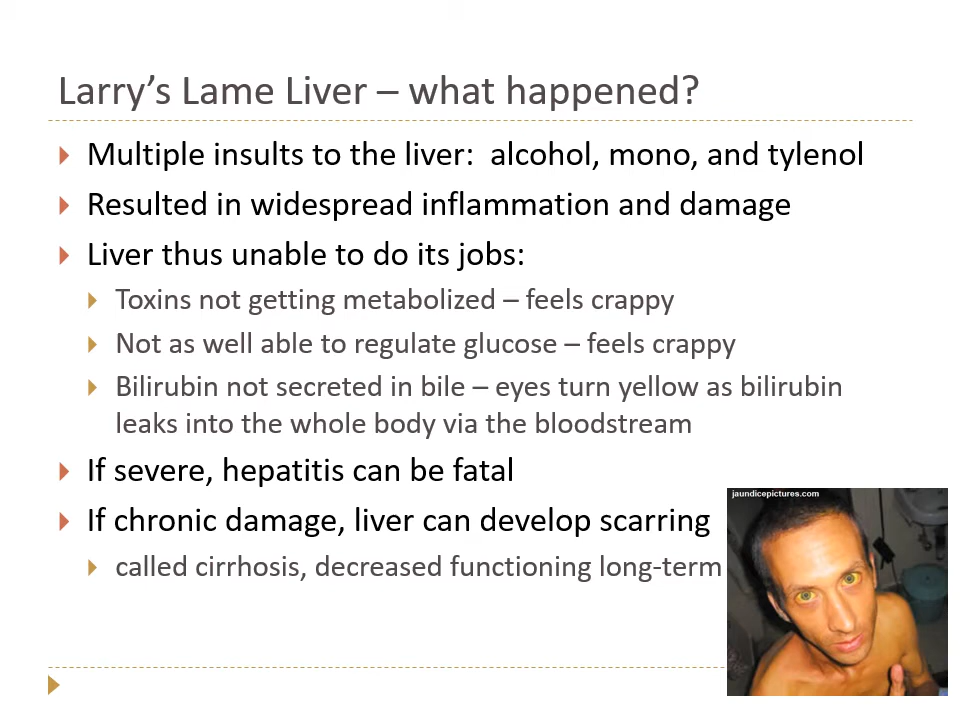 Larry’s Lame Liver – what happened?
Multiple insults to the liver:  alcohol, mono, and tylenol
Resulted in widespread inflammation and damage
Liver thus unable to do its jobs:
Toxins not getting metabolized – feels crappy
Not as well able to regulate glucose – feels crappy
Bilirubin not secreted in bile – eyes turn yellow as bilirubin
leaks into the whole body via the bloodstream
If severe, hepatitis can be fatal
If chronic damage, liver can develop scarring
called cirrhosis, decreased functioning long-term
jaundicepictures.com